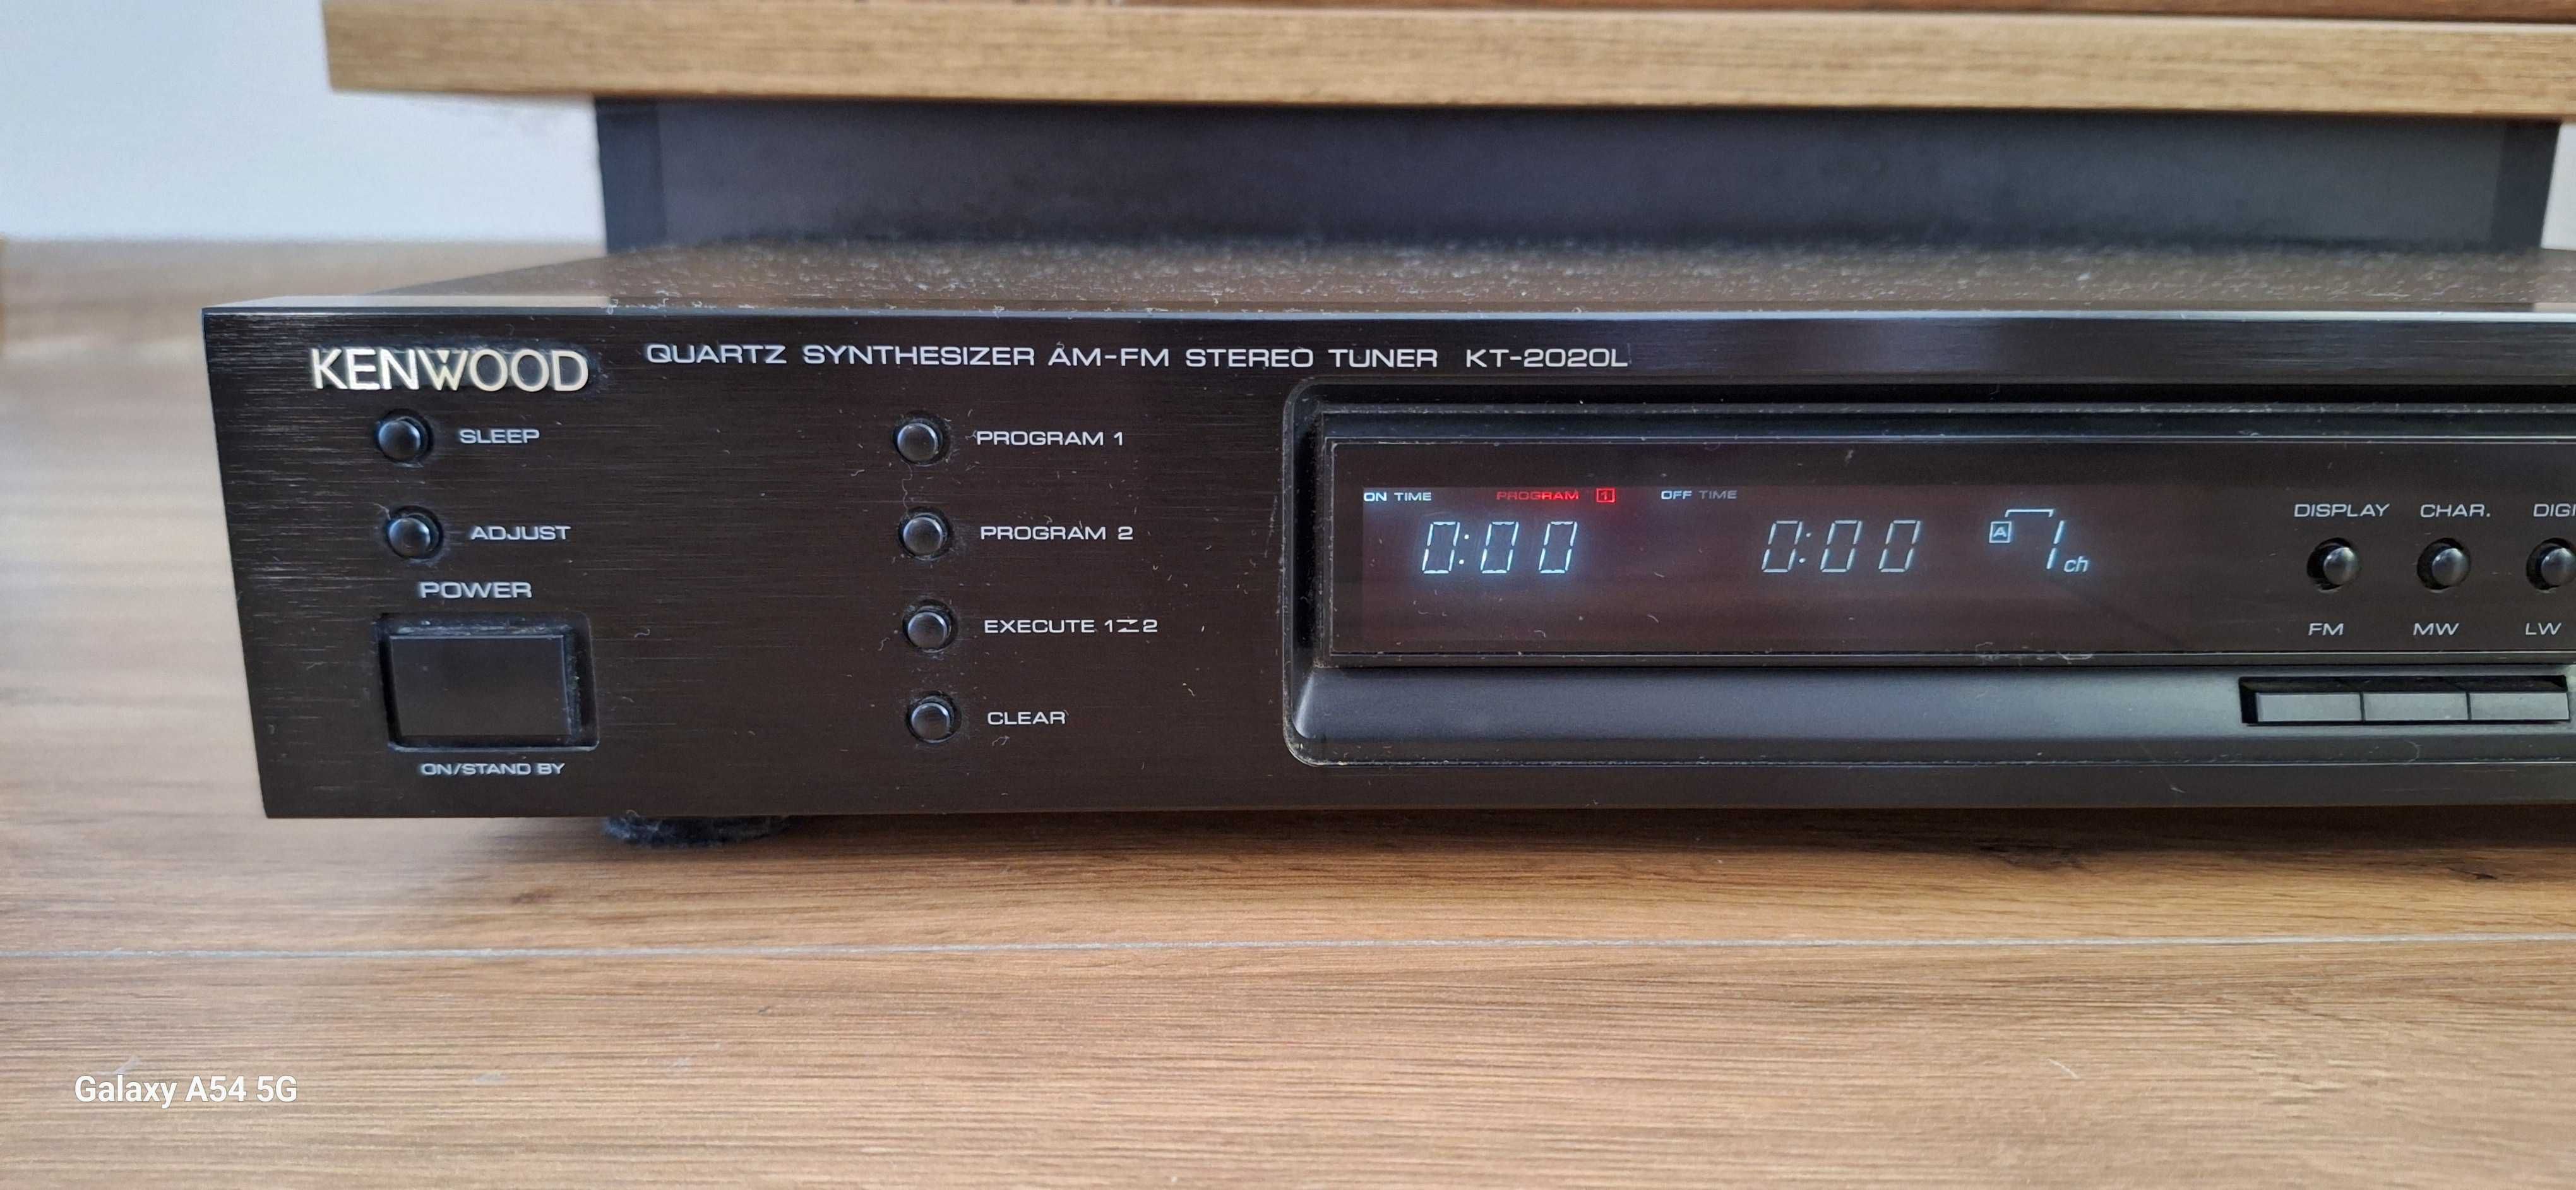 KENWOOD QUARTZ SYNTHESIZER AM-FM STEREO TUNER KT-2020L
SLEEP
ADJUST
POWER
ON/STAND BY
PROGRAM 1
PROGRAM 2
EXECUTE 1⇄2
CLEAR
ON TIME PROGRAM 1 OFF TIME
0:00 0:00 A 1 ch
DISPLAY CHAR.
FM MW LW
Galaxy A54 5G